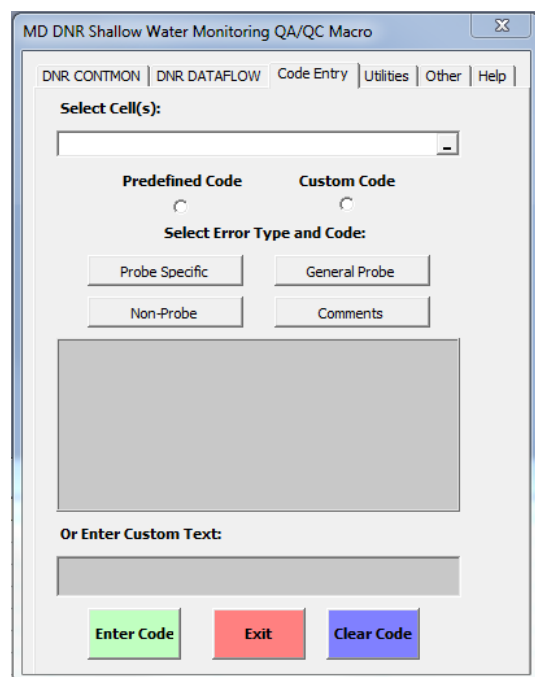 MD DNR Shallow Water Monitoring QA/QC Macro
DNR CONTMON DNR DATAFLOW Code Entry Utilities Other Help
Select Cell(s):
Predefined Code Custom Code
Select Error Type and Code:
Probe Specific General Probe
Non-Probe Comments
Or Enter Custom Text:
Enter Code Exit Clear Code